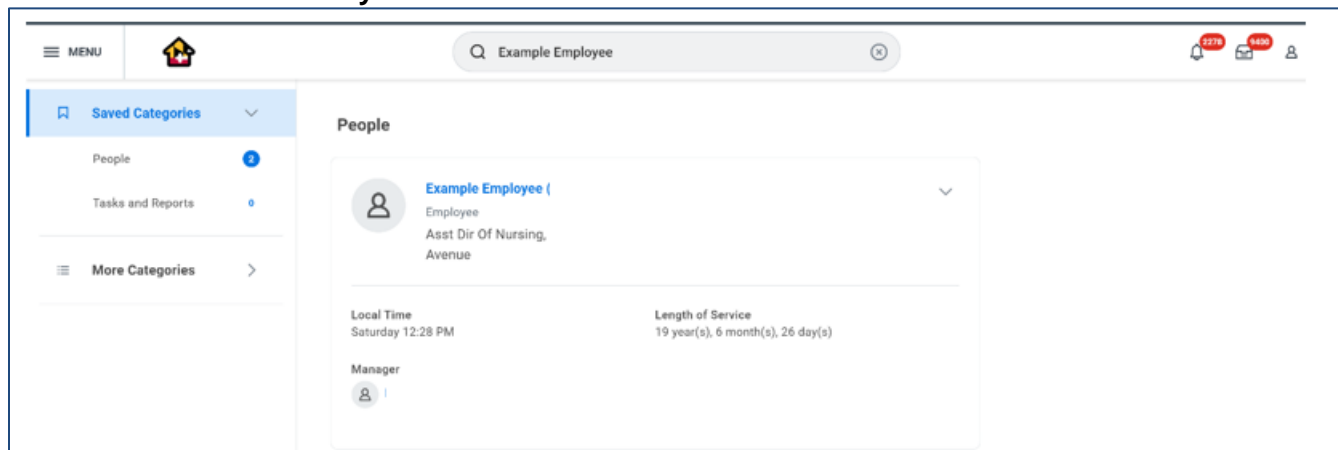 MENU
Example Employee
2278
9430
Saved Categories
People
2
Tasks and Reports
0
More Categories
People
Example Employee (
Employee
Asst Dir Of Nursing,
Avenue
Local Time
Saturday 12:28 PM
Length of Service
19 year(s), 6 month(s), 26 day(s)
Manager